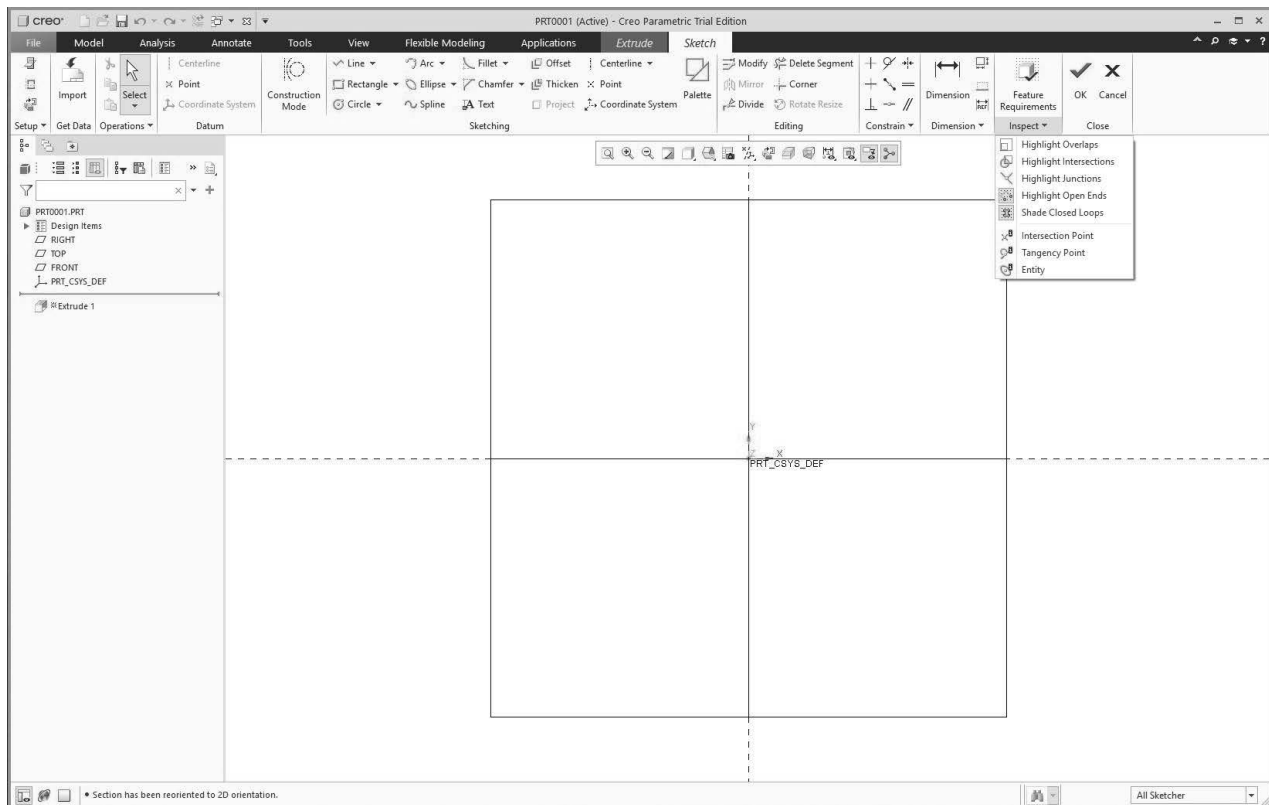 creo®
PRT0001 (Active) - Creo Parametric Trial Edition
File Model Analysis Annotate Tools View Flexible Modeling Applications Extrude Sketch
Import
Select
Centerline
Point
Coordinate System
Construction Mode
Line Arc Fillet Offset Centerline
Rectangle Ellipse Chamfer Thicken Point
Circle Spline Text Project Coordinate System
Palette
Modify Delete Segment
Mirror Corner
Divide Rotate Resize
Dimension
REF
Feature Requirements
OK Cancel
Setup Get Data Operations Datum Sketching Editing Constrain Dimension Inspect Close
Highlight Overlaps
Highlight Intersections
Highlight Junctions
Highlight Open Ends
Shade Closed Loops
Intersection Point
Tangency Point
Entity
PRT0001.PRT
Design Items
RIGHT
TOP
FRONT
PRT_CSYS_DEF
Extrude 1
Y
Z X
PRT_CSYS_DEF
• Section has been reoriented to 2D orientation.
All Sketcher